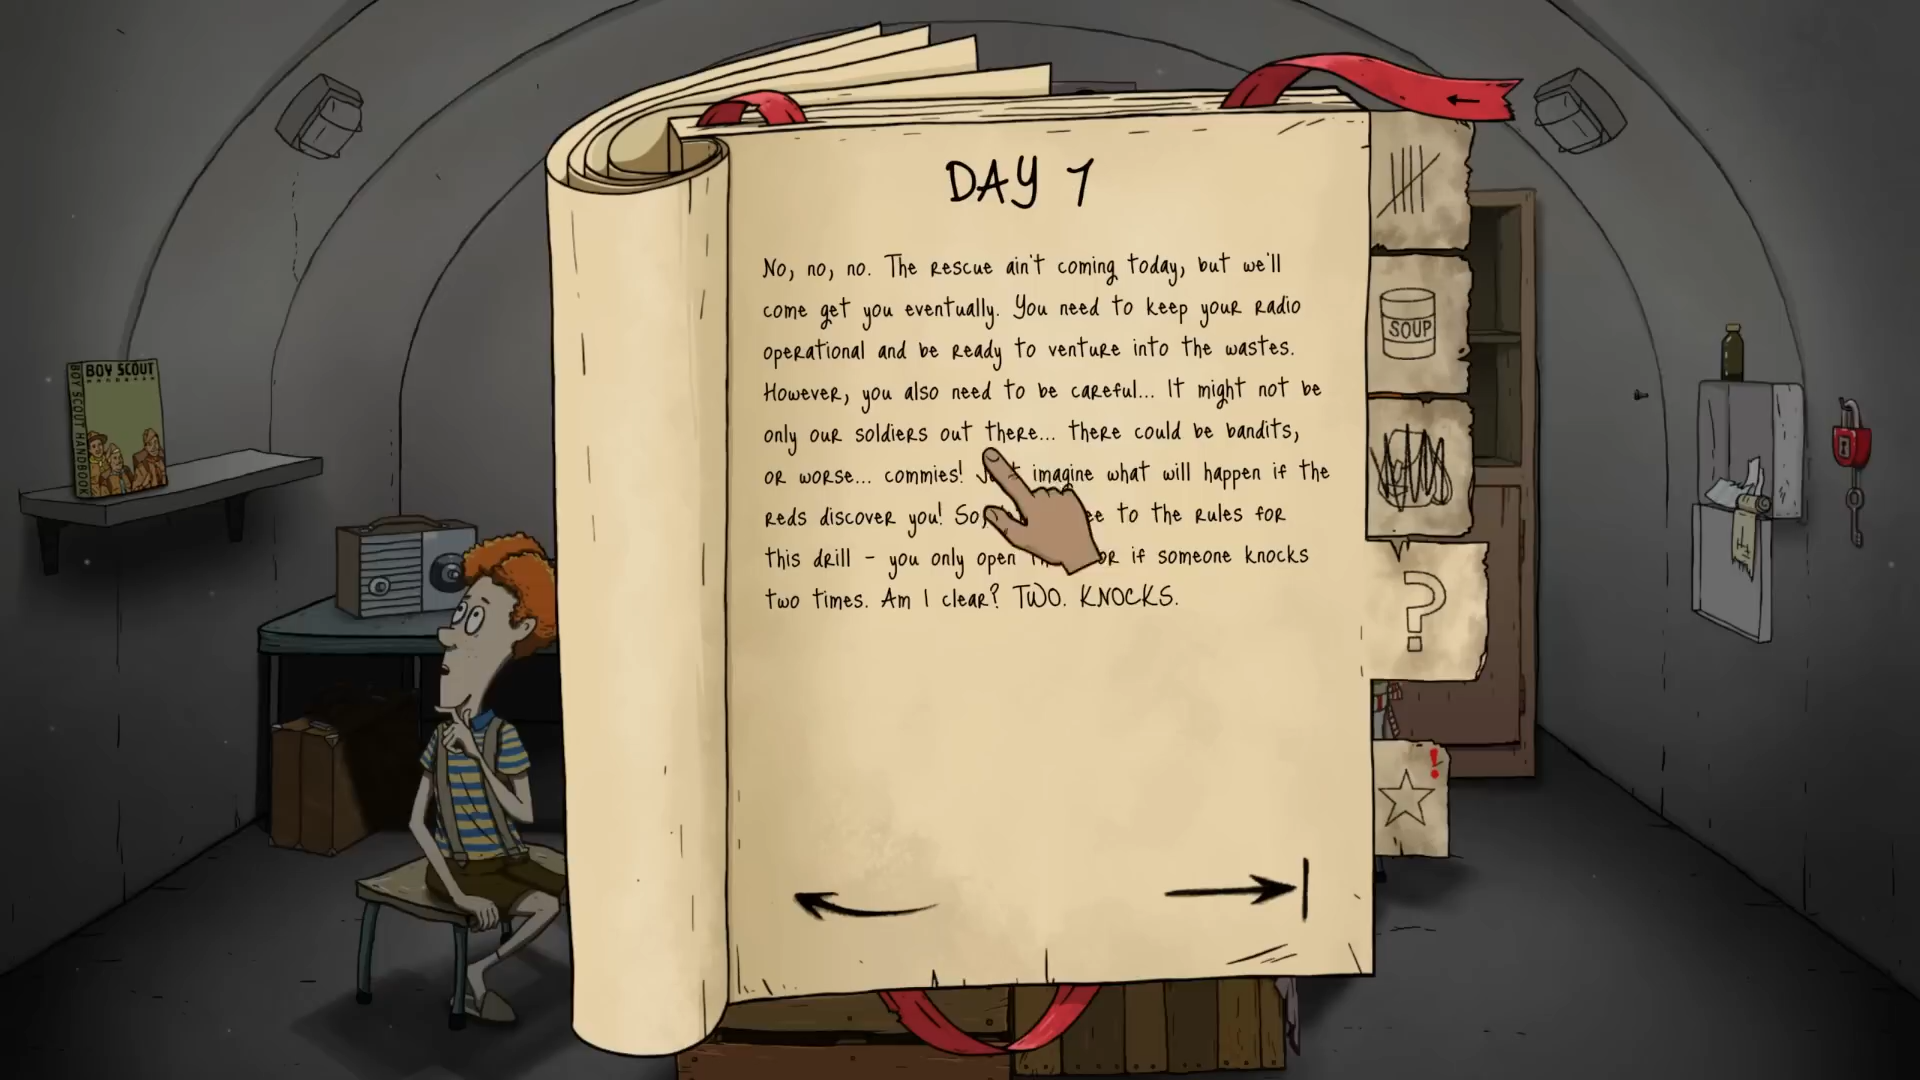 DAY 7
No, no, no. The rescue ain't coming today, but we'll
come get you eventually. You need to keep your radio
operational and be ready to venture into the wastes.
However, you also need to be careful... It might not be
only our soldiers out there... there could be bandits,
or worse... commies! imagine what will happen if the
reds discover you! So to the rules for
this drill - you only open if someone knocks
two times. Am I clear? TWO. KNOCKS.
SOUP
?
!
BOY SCOUT
HANDBOOK
BOY SCOUT HANDBOOK